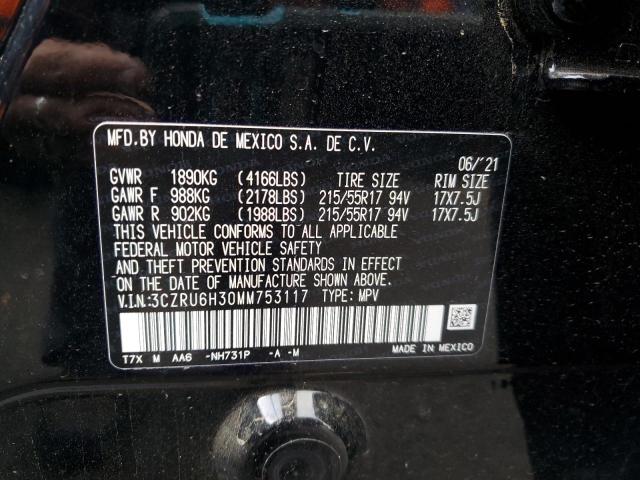 MFD.BY HONDA DE MEXICO S.A. DE C.V.
06/'21
GVWR 1890KG (4166LBS) TIRE SIZE RIM SIZE
GAWR F 988KG (2178LBS) 215/55R17 94V 17X7.5J
GAWR R 902KG (1988LBS) 215/55R17 94V 17X7.5J
THIS VEHICLE CONFORMS TO ALL APPLICABLE
FEDERAL MOTOR VEHICLE SAFETY
AND THEFT PREVENTION STANDARDS IN EFFECT
ON THE DATE OF MANUFACTURE SHOWN ABOVE.
V.I.N.:3CZRU6H30MM753117 TYPE: MPV
T7X M AA6 -NH731P -A -M
MADE IN MEXICO